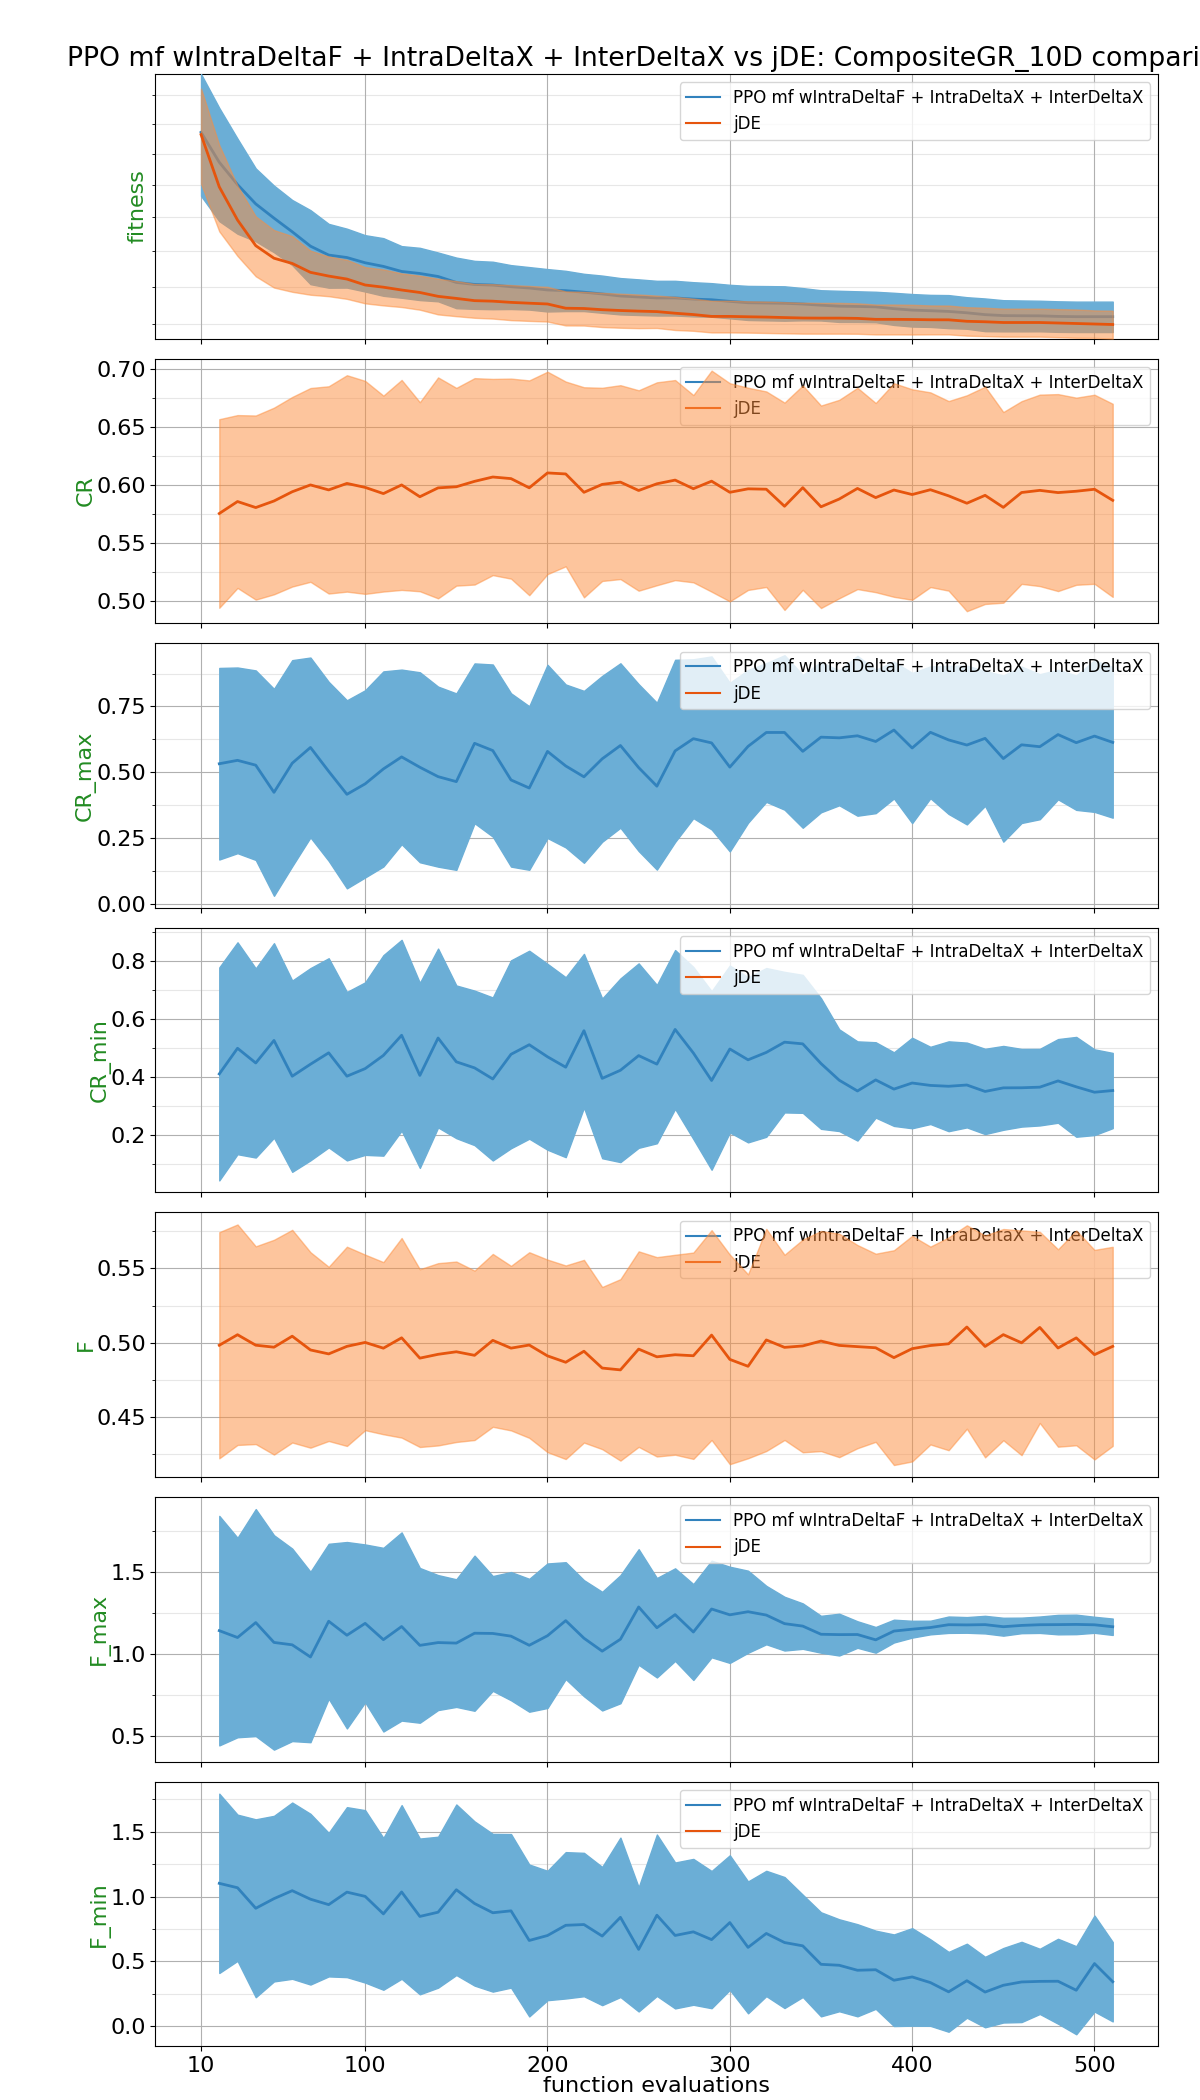 PPO mf wIntraDeltaF + IntraDeltaX + InterDeltaX vs jDE: CompositeGR_10D compari
PPO mf wIntraDeltaF + IntraDeltaX + InterDeltaX
jDE
fitness
PPO mf wIntraDeltaF + IntraDeltaX + InterDeltaX
jDE
0.70
0.65
0.60
0.55
0.50
CR
PPO mf wIntraDeltaF + IntraDeltaX + InterDeltaX
jDE
0.75
0.50
0.25
0.00
CR_max
PPO mf wIntraDeltaF + IntraDeltaX + InterDeltaX
jDE
0.8
0.6
0.4
0.2
CR_min
PPO mf wIntraDeltaF + IntraDeltaX + InterDeltaX
jDE
0.55
0.50
0.45
F
PPO mf wIntraDeltaF + IntraDeltaX + InterDeltaX
jDE
1.5
1.0
0.5
F_max
PPO mf wIntraDeltaF + IntraDeltaX + InterDeltaX
jDE
1.5
1.0
0.5
0.0
F_min
10 100 200 300 400 500
function evaluations